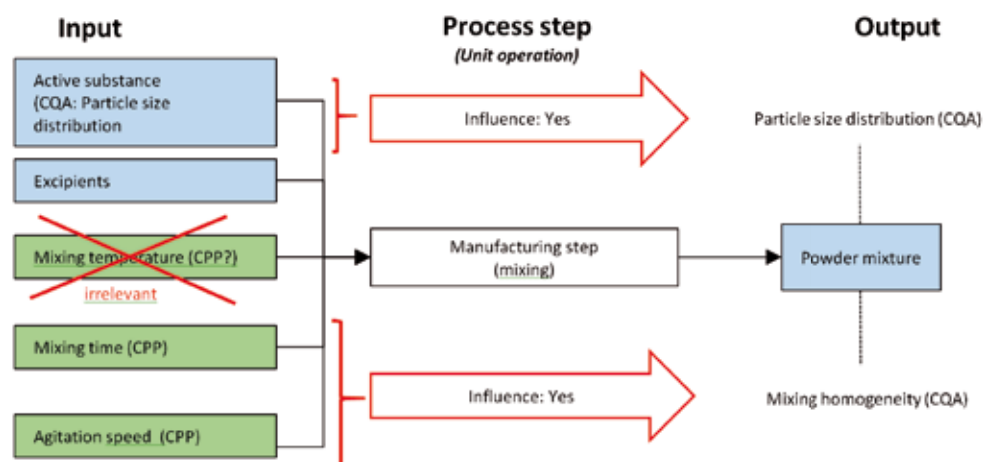 Input
Process step
(Unit operation)
Output
Active substance
(CQA: Particle size
distribution
Influence: Yes
Particle size distribution (CQA)
Excipients
Mixing temperature (CPP?)
irrelevant
Manufacturing step
(mixing)
Powder mixture
Mixing time (CPP)
Influence: Yes
Mixing homogeneity (CQA)
Agitation speed (CPP)